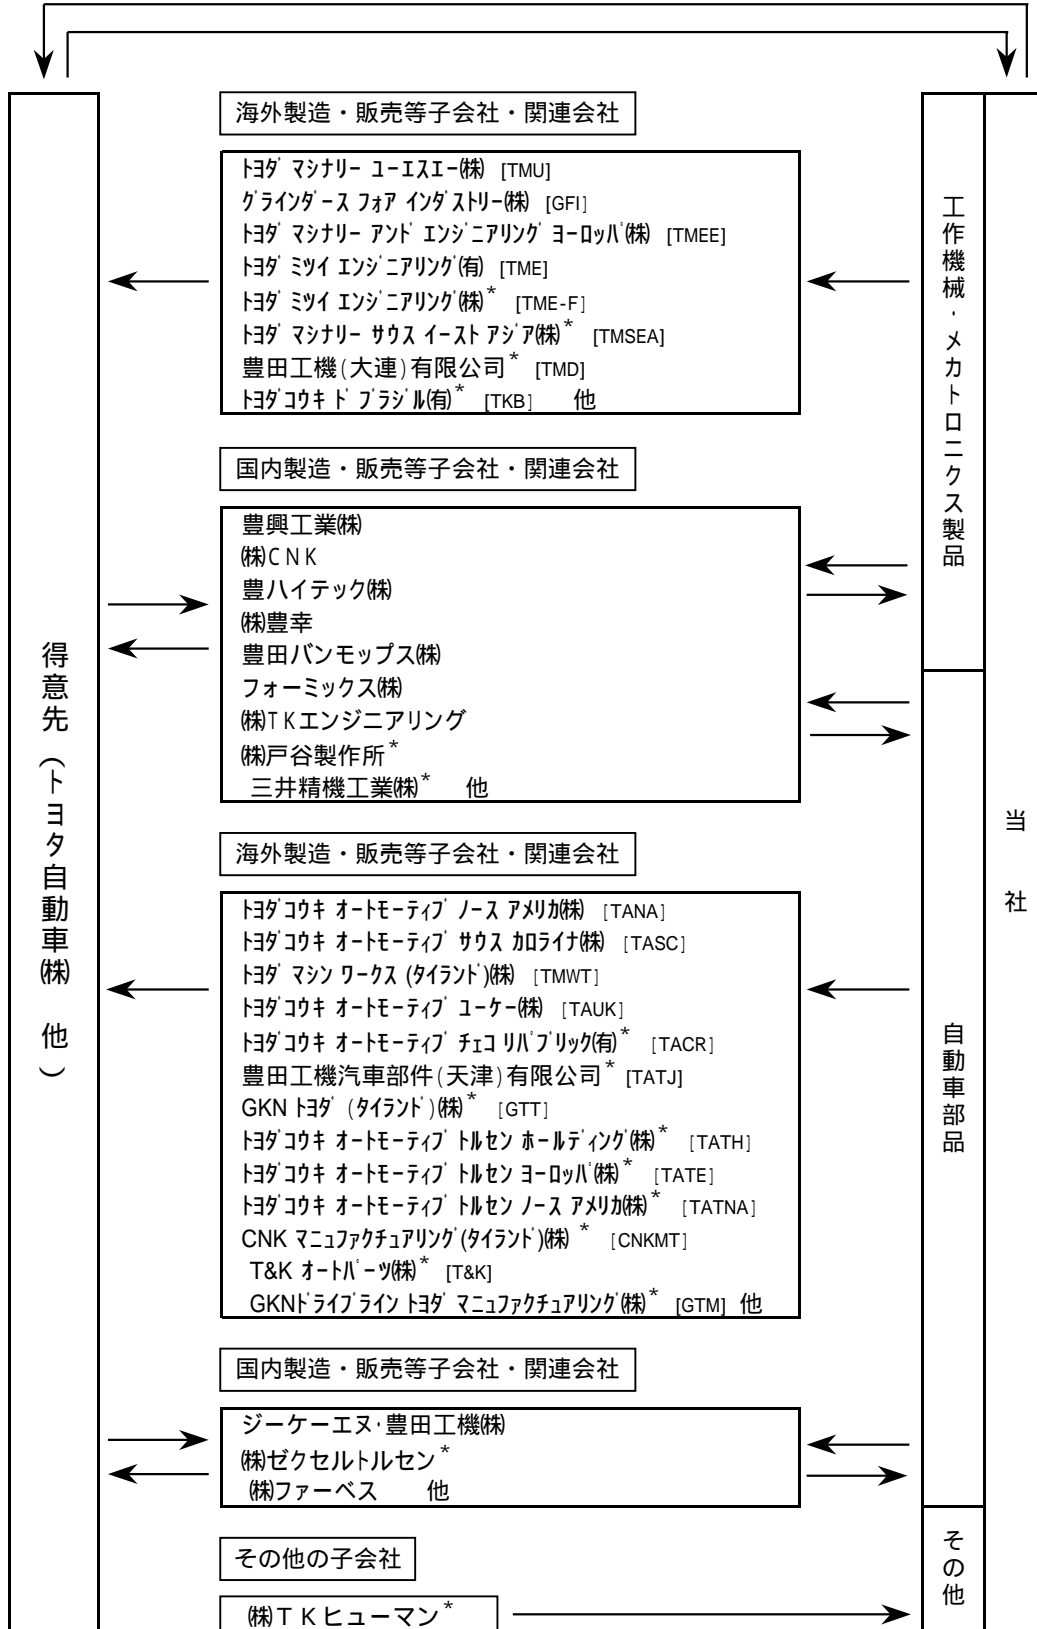 海外製造・販売等子会社・関連会社
ﾄﾖﾀﾞ ﾏｼﾅﾘｰ ﾕｰｴｽｴｰ㈱ [TMU]
ｸﾞﾗｲﾝﾀﾞｰｽ ﾌｫｱ ｲﾝﾀﾞｽﾄﾘｰ㈱ [GFI]
ﾄﾖﾀﾞ ﾏｼﾅﾘｰ ｱﾝﾄﾞ ｴﾝｼﾞﾆｱﾘﾝｸﾞ ﾖｰﾛｯﾊﾟ㈱ [TMEE]
ﾄﾖﾀﾞ ﾐﾂｲ ｴﾝｼﾞﾆｱﾘﾝｸﾞ㈲ [TME]
ﾄﾖﾀﾞ ﾐﾂｲ ｴﾝｼﾞﾆｱﾘﾝｸﾞ㈱* [TME-F]
ﾄﾖﾀﾞ ﾏｼﾅﾘｰ ｻｳｽ ｲｰｽﾄ ｱｼﾞｱ㈱* [TMSEA]
豊田工機(大連)有限公司* [TMD]
ﾄﾖﾀﾞｺｳｷ ﾄﾞ ﾌﾞﾗｼﾞﾙ㈲* [TKB] 他
国内製造・販売等子会社・関連会社
豊興工業㈱
㈱CNK
豊ハイテック㈱
㈱豊幸
豊田バンモップス㈱
フォーミックス㈱
㈱TKエンジニアリング
㈱戸谷製作所*
三井精機工業㈱* 他
海外製造・販売等子会社・関連会社
ﾄﾖﾀﾞｺｳｷ ｵｰﾄﾓｰﾃｨﾌﾞ ﾉｰｽ ｱﾒﾘｶ㈱ [TANA]
ﾄﾖﾀﾞｺｳｷ ｵｰﾄﾓｰﾃｨﾌﾞ ｻｳｽ ｶﾛﾗｲﾅ㈱ [TASC]
ﾄﾖﾀﾞ ﾏｼﾝ ﾜｰｸｽ (ﾀｲﾗﾝﾄﾞ)㈱ [TMWT]
ﾄﾖﾀﾞｺｳｷ ｵｰﾄﾓｰﾃｨﾌﾞ ﾕｰｹｰ㈱ [TAUK]
ﾄﾖﾀﾞｺｳｷ ｵｰﾄﾓｰﾃｨﾌﾞ ﾁｪｺ ﾘﾊﾟﾌﾞﾘｯｸ㈲* [TACR]
豊田工機汽車部件(天津)有限公司* [TATJ]
GKN ﾄﾖﾀﾞ (ﾀｲﾗﾝﾄﾞ)㈱* [GTT]
ﾄﾖﾀﾞｺｳｷ ｵｰﾄﾓｰﾃｨﾌﾞ ﾄﾙｾﾝ ﾎｰﾙﾃﾞｨﾝｸﾞ㈱* [TATH]
ﾄﾖﾀﾞｺｳｷ ｵｰﾄﾓｰﾃｨﾌﾞ ﾄﾙｾﾝ ﾖｰﾛｯﾊﾟ㈱* [TATE]
ﾄﾖﾀﾞｺｳｷ ｵｰﾄﾓｰﾃｨﾌﾞ ﾄﾙｾﾝ ﾉｰｽ ｱﾒﾘｶ㈱* [TATNA]
CNK ﾏﾆｭﾌｧｸﾁｭｱﾘﾝｸﾞ(ﾀｲﾗﾝﾄﾞ)㈱ * [CNKMT]
T&K ｵｰﾄﾊﾟｰﾂ㈱* [T&K]
GKNﾄﾞﾗｲﾌﾞﾗｲﾝ ﾄﾖﾀﾞ ﾏﾆｭﾌｧｸﾁｭｱﾘﾝｸﾞ㈱* [GTM] 他
国内製造・販売等子会社・関連会社
ジーケーエヌ･豊田工機㈱
㈱ゼクセルトルセン*
㈱ファーベス 他
その他の子会社
㈱TKヒューマン*
得意先(トヨタ自動車㈱ 他)
工作機械・メカトロニクス製品
自動車部品
その他
当社